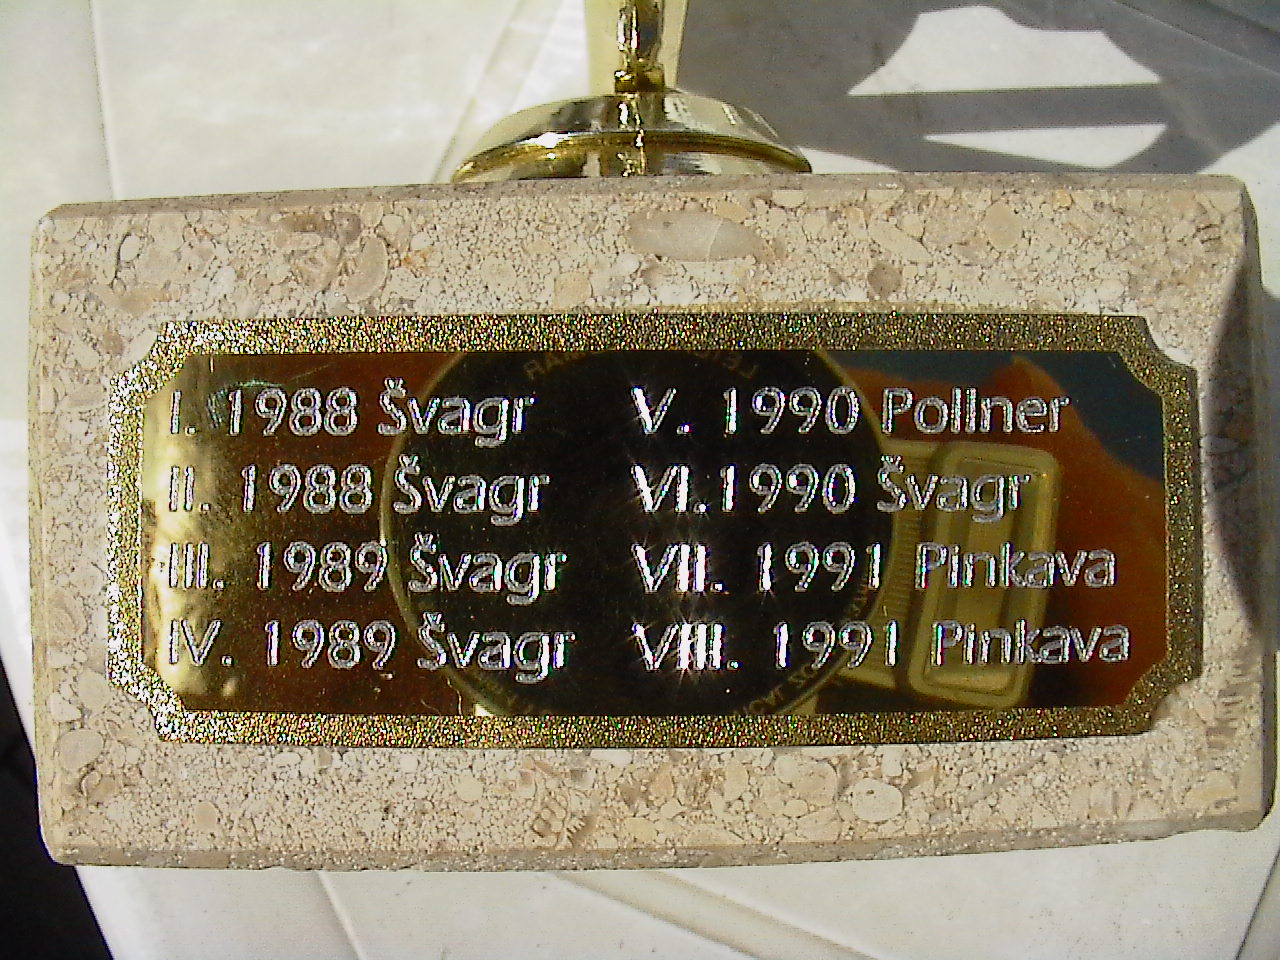 I. 1988 Švagr
II. 1988 Švagr
III. 1989 Švagr
IV. 1989 Švagr
V. 1990 Pollner
VI. 1990 Švagr
VII. 1991 Pinkava
VIII. 1991 Pinkava